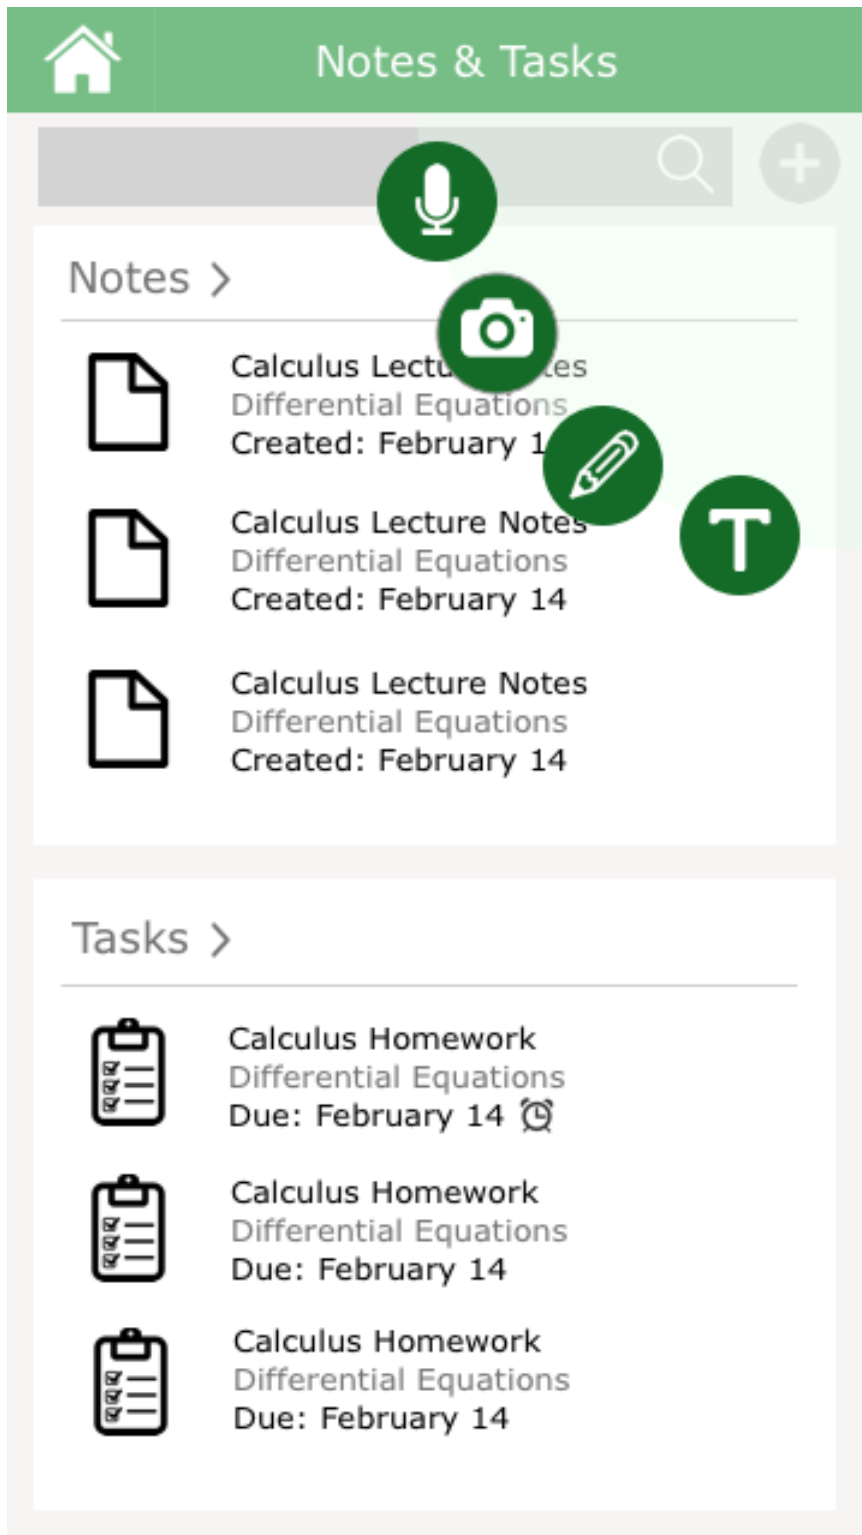 Notes & Tasks
Notes >
Calculus Lectu tes
Differential Equations
Created: February 1
Calculus Lecture Notes
Differential Equations
Created: February 14
T
Calculus Lecture Notes
Differential Equations
Created: February 14
Tasks >
Calculus Homework
Differential Equations
Due: February 14
Calculus Homework
Differential Equations
Due: February 14
Calculus Homework
Differential Equations
Due: February 14